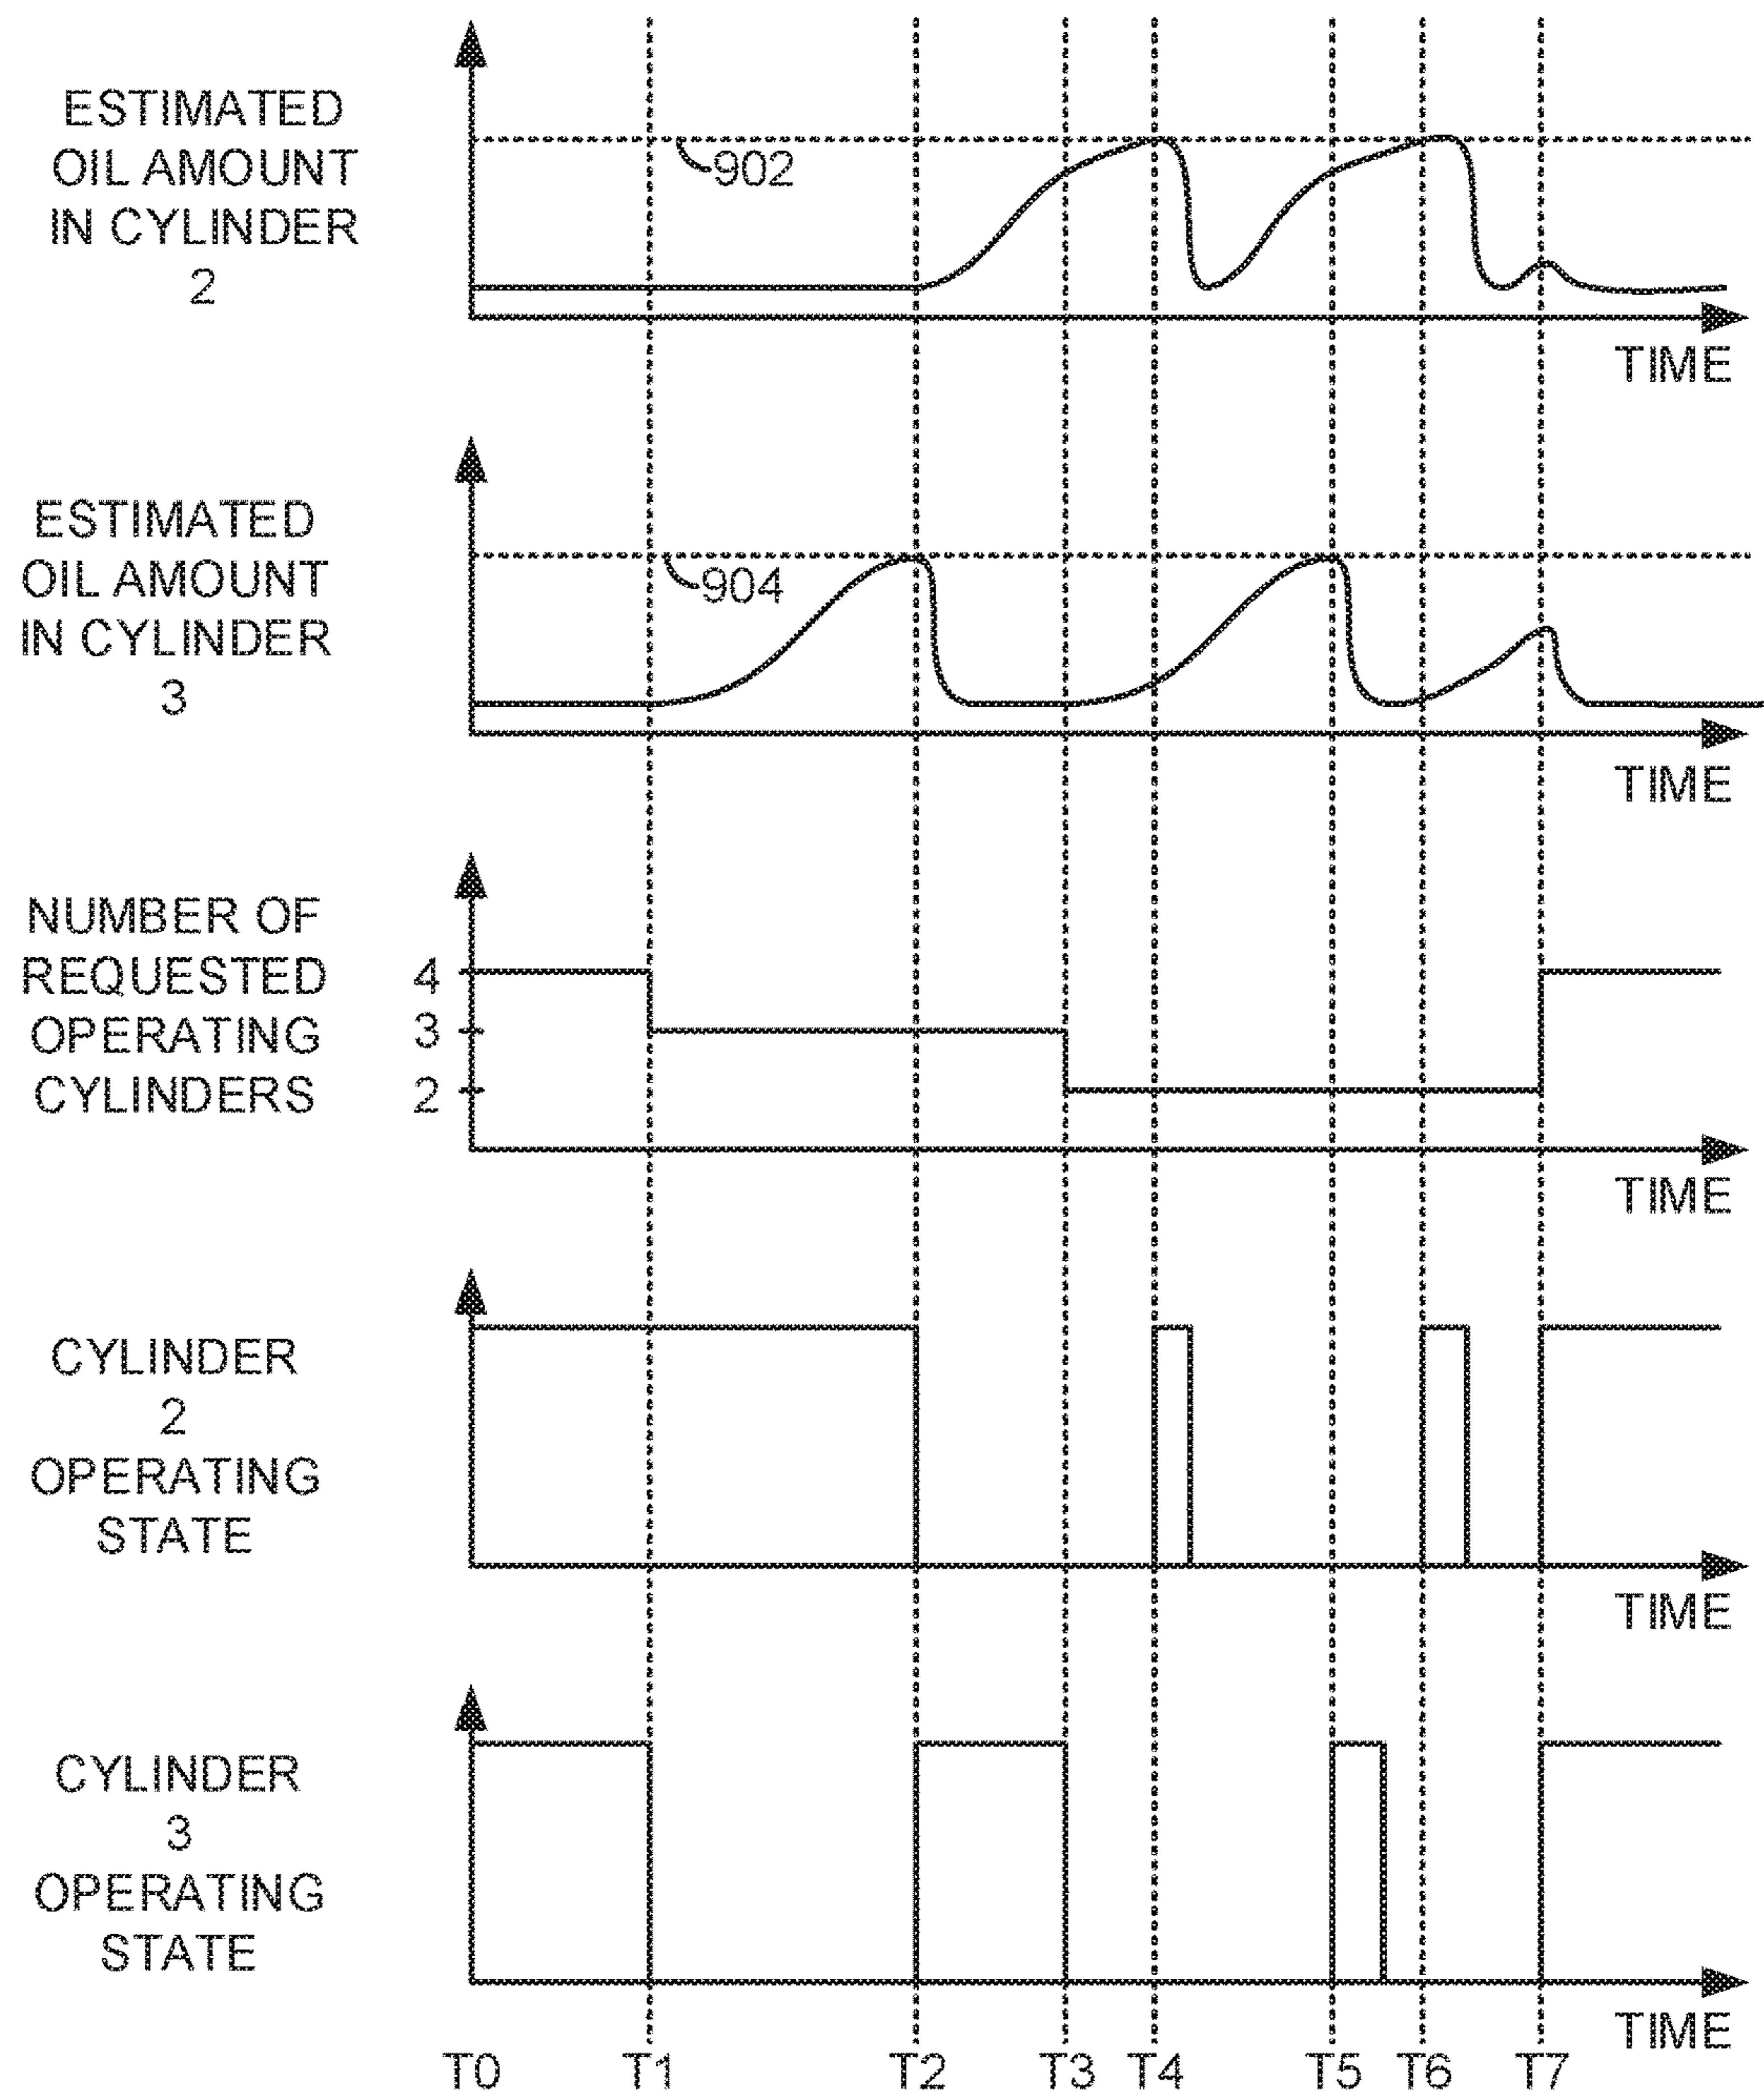 ESTIMATED
OIL AMOUNT
IN CYLINDER
2
902
TIME
ESTIMATED
OIL AMOUNT
IN CYLINDER
3
904
TIME
NUMBER OF
REQUESTED
OPERATING
CYLINDERS
4
3
2
TIME
CYLINDER
2
OPERATING
STATE
TIME
CYLINDER
3
OPERATING
STATE
TIME
T0 T1 T2 T3 T4 T5 T6 T7